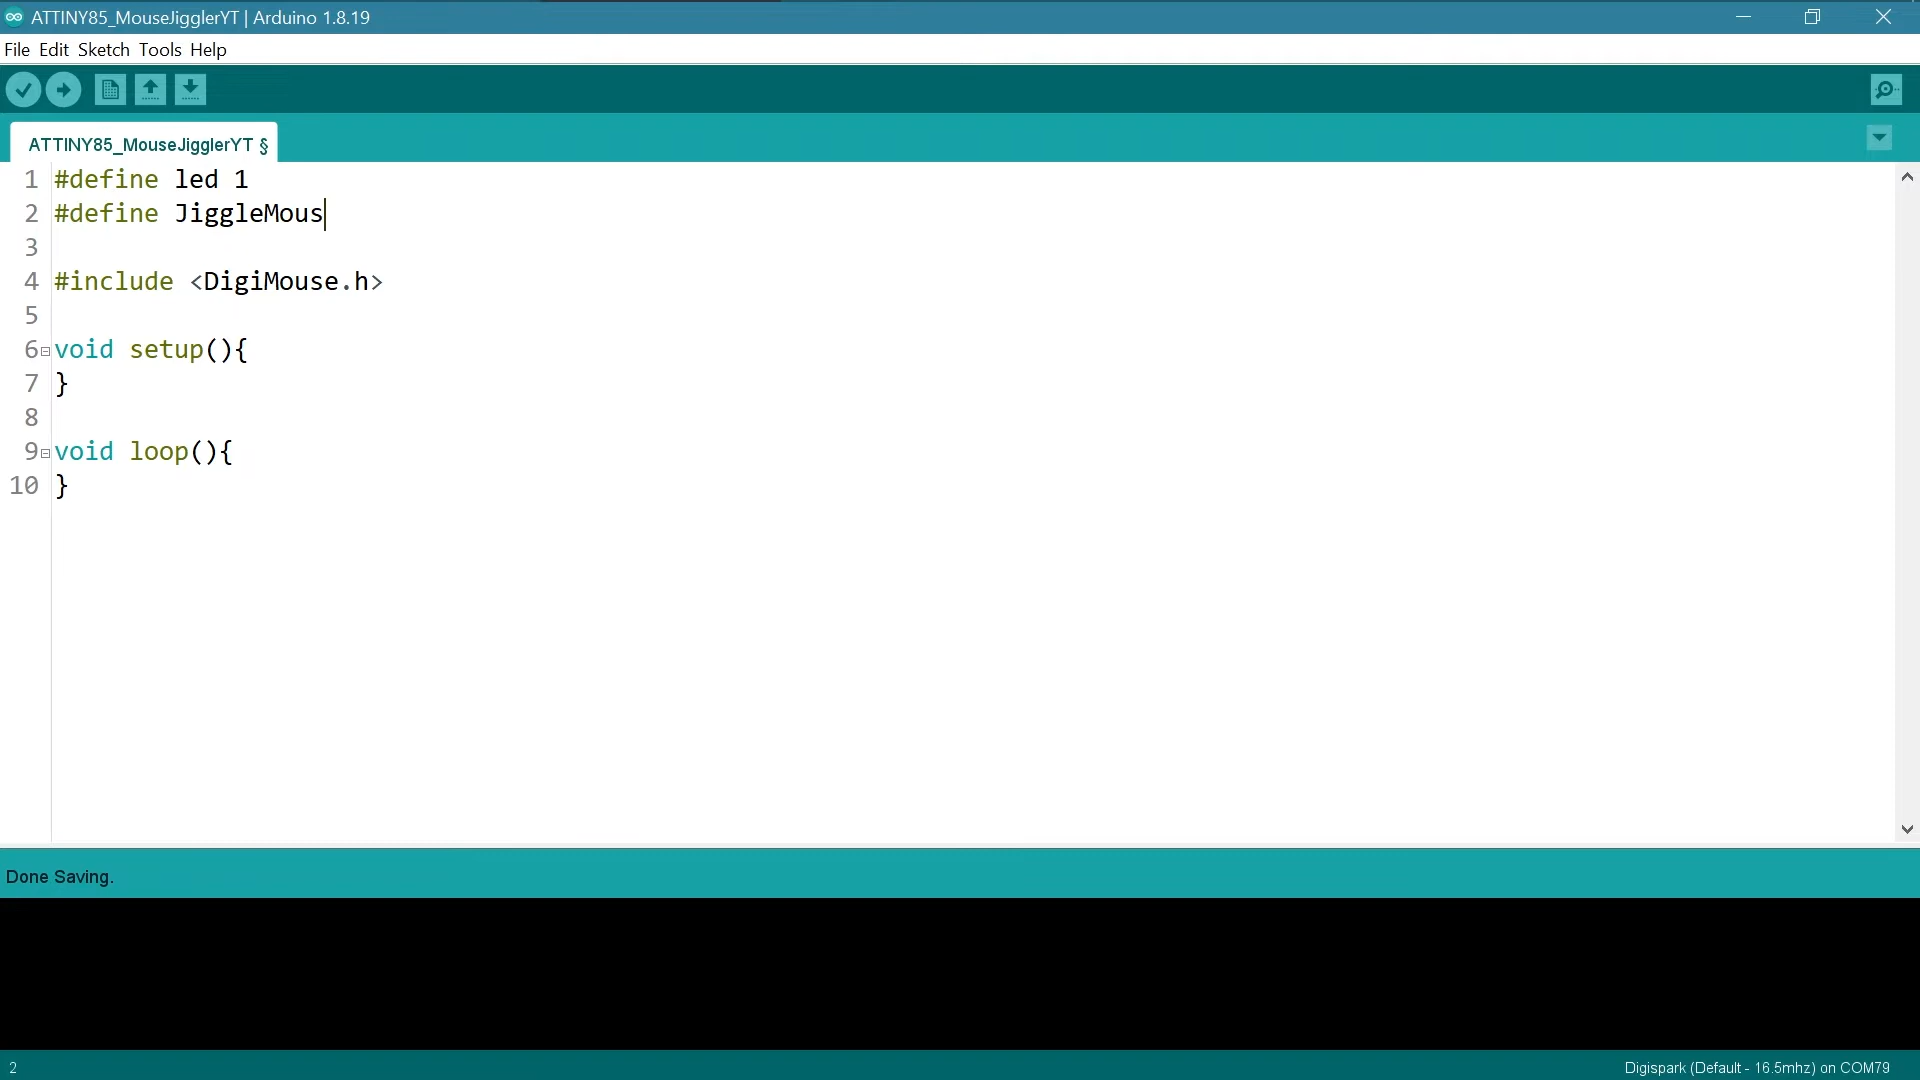 ATTINY85_MouseJigglerYT | Arduino 1.8.19
File Edit Sketch Tools Help
ATTINY85_MouseJigglerYT §
1 #define led 1
2 #define JiggleMous
3
4 #include <DigiMouse.h>
5
6 void setup(){
7 }
8
9 void loop(){
10 }
Done Saving.
2
Digispark (Default - 16.5mhz) on COM79